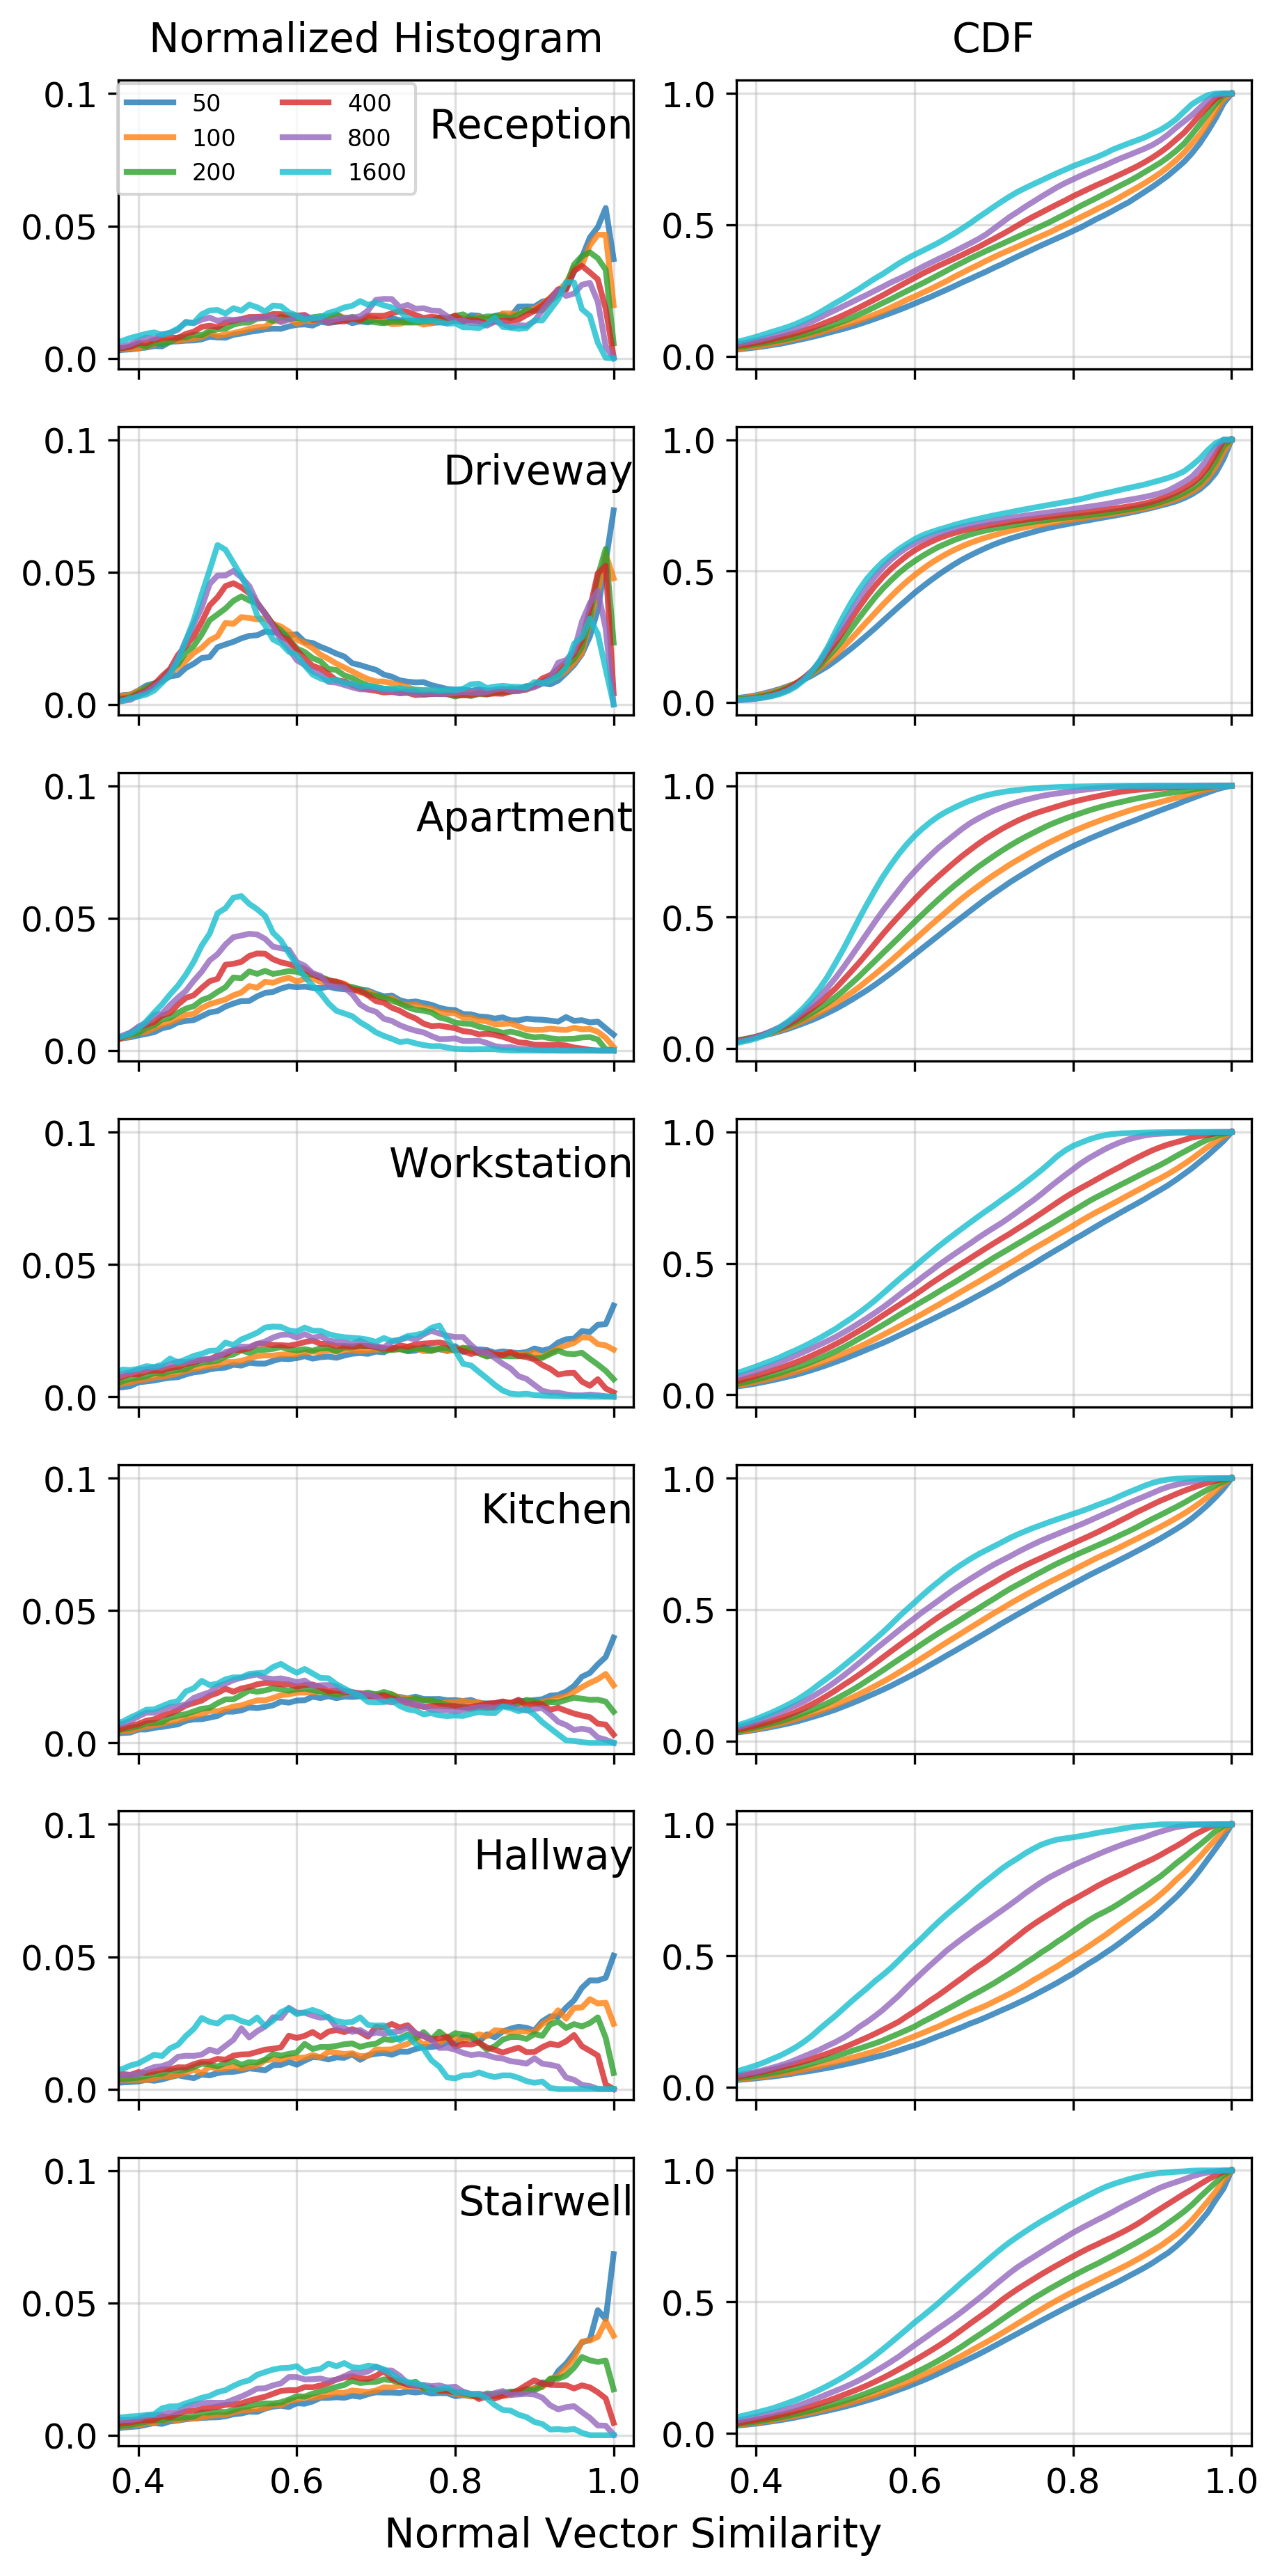 Normalized Histogram CDF
0.1 50 400 Reception 1.0
100 800
200 1600
0.05 0.5
0.0 0.0
0.1 Driveway 1.0
0.05 0.5
0.0 0.0
0.1 Apartment 1.0
0.05 0.5
0.0 0.0
0.1 Workstation 1.0
0.05 0.5
0.0 0.0
0.1 Kitchen 1.0
0.05 0.5
0.0 0.0
0.1 Hallway 1.0
0.05 0.5
0.0 0.0
0.1 Stairwell 1.0
0.05 0.5
0.0 0.0
0.4 0.6 0.8 1.0 0.4 0.6 0.8 1.0
Normal Vector Similarity